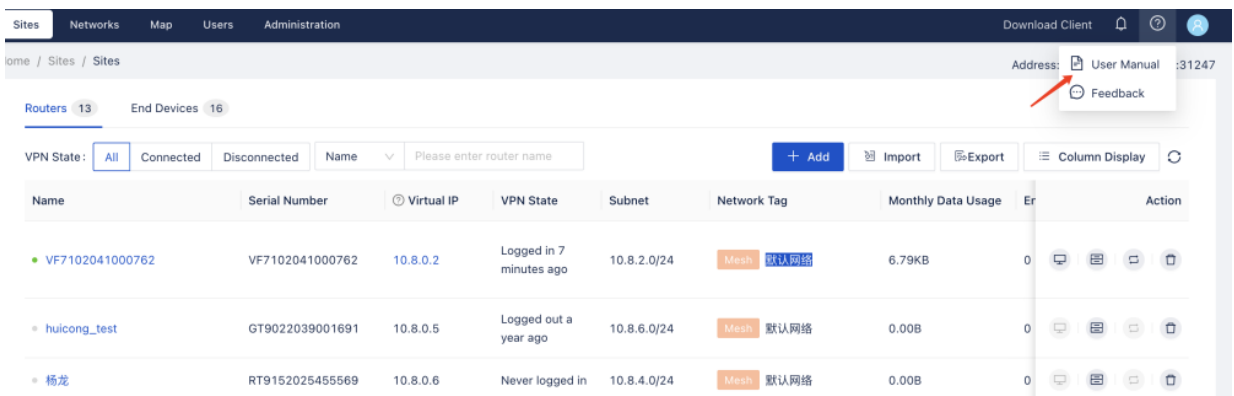 Sites Networks Map Users Administration Download Client
ome / Sites / Sites Address: :31247
User Manual
Feedback
Routers 13 End Devices 16
VPN State: All Connected Disconnected Name Please enter router name + Add Import Export Column Display
Name Serial Number Virtual IP VPN State Subnet Network Tag Monthly Data Usage Er Action
VF7102041000762 VF7102041000762 10.8.0.2 Logged in 7 minutes ago 10.8.2.0/24 Mesh 默认网络 6.79KB 0
huicong_test GT9022039001691 10.8.0.5 Logged out a year ago 10.8.6.0/24 Mesh 默认网络 0.00B 0
杨龙 RT9152025455569 10.8.0.6 Never logged in 10.8.4.0/24 Mesh 默认网络 0.00B 0